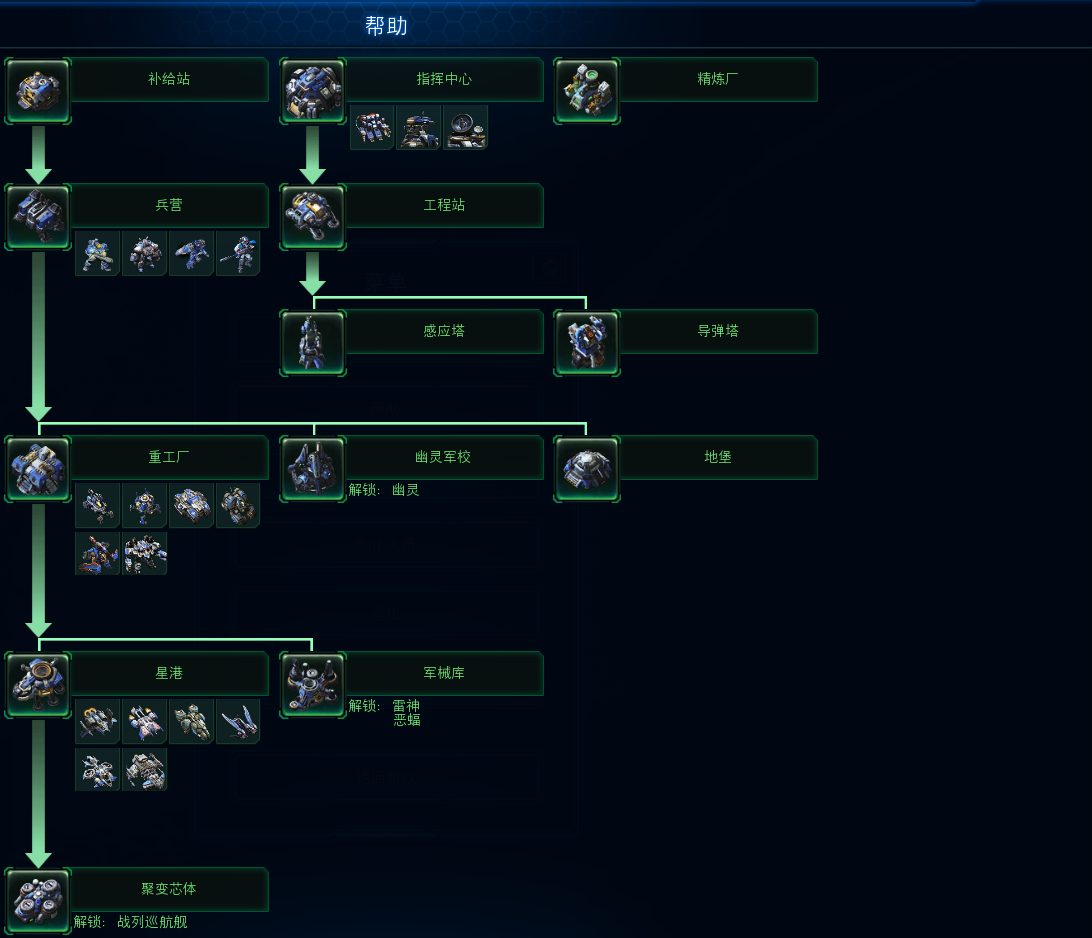 帮助
补给站
指挥中心
精炼厂
兵营
工程站
感应塔
导弹塔
重工厂
幽灵军校
地堡
解锁: 幽灵
星港
军械库
解锁: 雷神
恶蝠
聚变芯体
解锁: 战列巡航舰